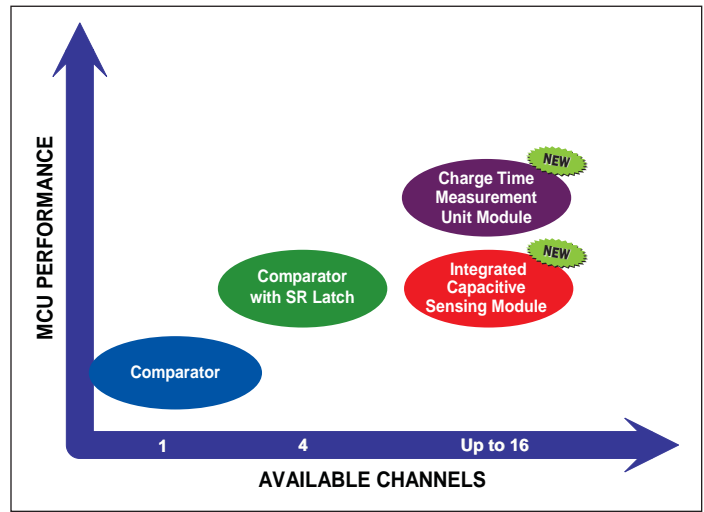 MCU PERFORMANCE
NEW
Charge Time
Measurement
Unit Module
NEW
Comparator
with SR Latch
Integrated
Capacitive
Sensing Module
Comparator
1
4
Up to 16
AVAILABLE CHANNELS